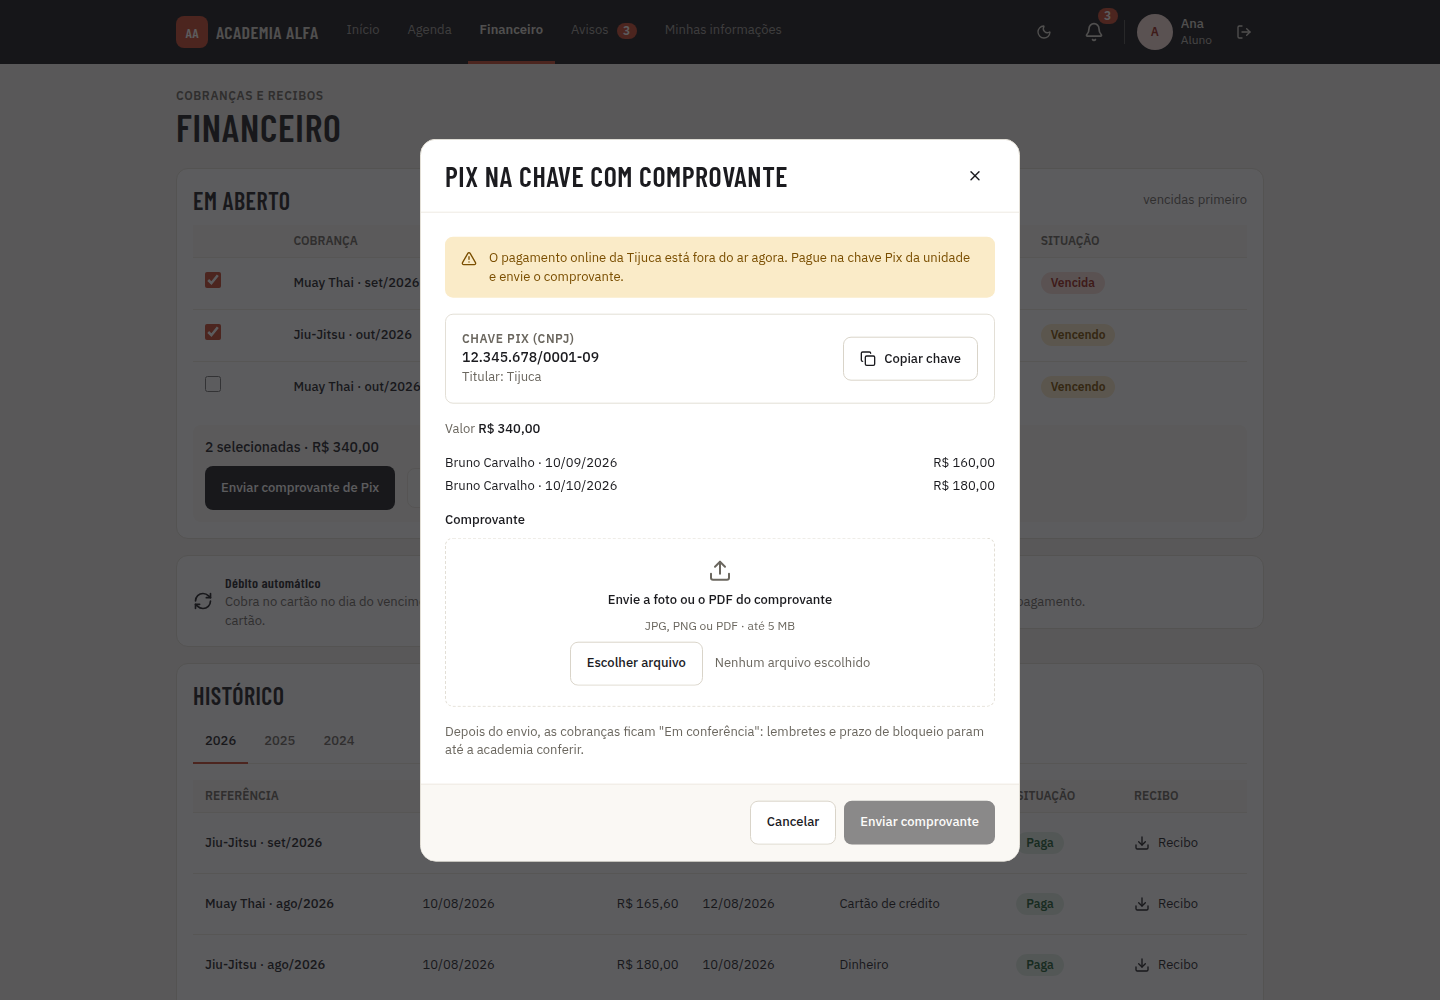 AA ACADEMIA ALFA Início Agenda Financeiro Avisos 3 Minhas informações 3 A Ana
Aluno
COBRANÇAS E RECIBOS
FINANCEIRO
EM ABERTO vencidas primeiro
COBRANÇA SITUAÇÃO
Muay Thai · set/2026 Vencida
Jiu-Jitsu · out/2026 Vencendo
Muay Thai · out/2026 Vencendo
2 selecionadas · R$ 340,00
Enviar comprovante de Pix
Débito automático
Cobra no cartão no dia do
cartão.
pagamento.
HISTÓRICO
2026 2025 2024
REFERÊNCIA SITUAÇÃO RECIBO
Jiu-Jitsu · set/2026 Paga Recibo
Muay Thai · ago/2026 10/08/2026 R$ 165,60 12/08/2026 Cartão de crédito Paga Recibo
Jiu-Jitsu · ago/2026 10/08/2026 R$ 180,00 10/08/2026 Dinheiro Paga Recibo
PIX NA CHAVE COM COMPROVANTE
O pagamento online da Tijuca está fora do ar agora. Pague na chave Pix da unidade
e envie o comprovante.
CHAVE PIX (CNPJ)
12.345.678/0001-09
Titular: Tijuca
Copiar chave
Valor R$ 340,00
Bruno Carvalho · 10/09/2026 R$ 160,00
Bruno Carvalho · 10/10/2026 R$ 180,00
Comprovante
Envie a foto ou o PDF do comprovante
JPG, PNG ou PDF · até 5 MB
Escolher arquivo Nenhum arquivo escolhido
Depois do envio, as cobranças ficam "Em conferência": lembretes e prazo de bloqueio param
até a academia conferir.
Cancelar Enviar comprovante